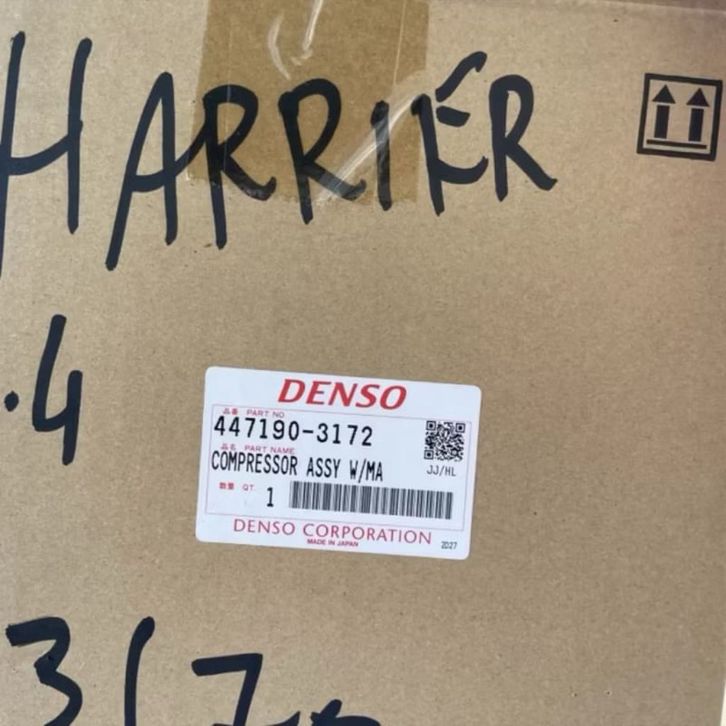 HARRIER
.4
DENSO
品番 PART NO
447190-3172
品名 PART NAME
COMPRESSOR ASSY W/MA
JJ/HL
数量 QT.
1
DENSO CORPORATION
MADE IN JAPAN
2D27